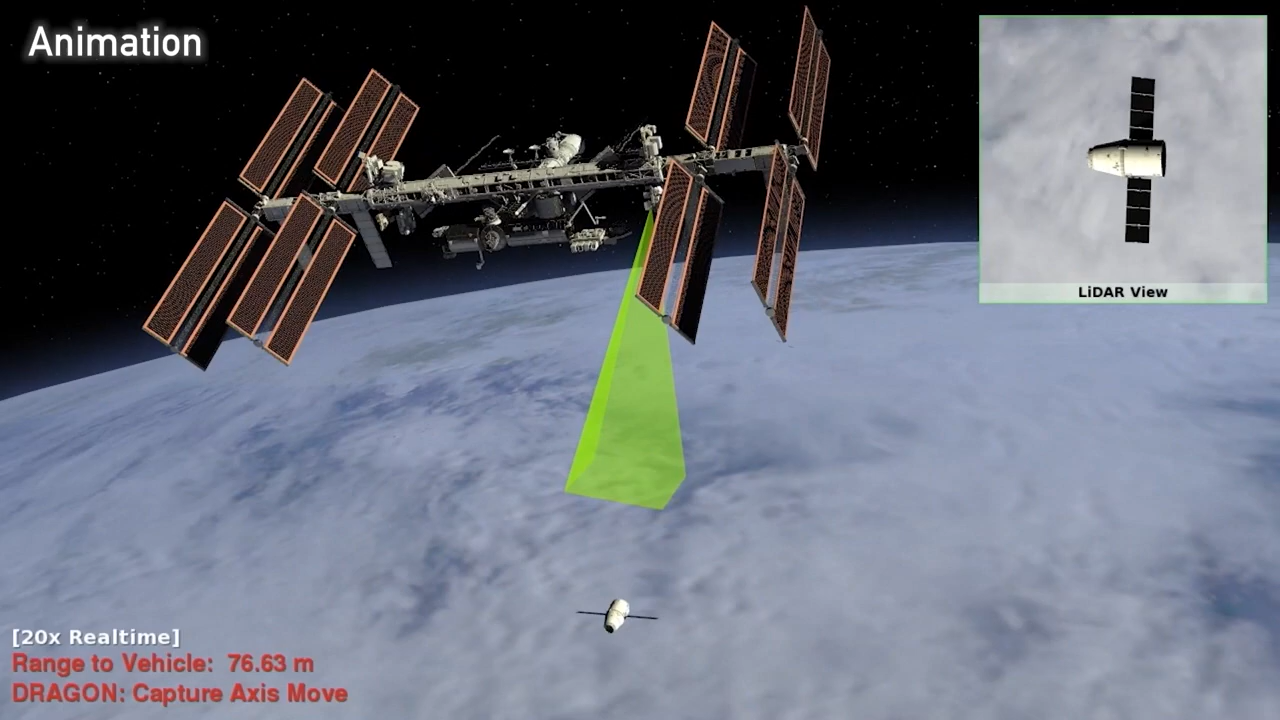 Animation
LiDAR View
[20x Realtime]
Range to Vehicle: 76.63 m
DRAGON: Capture Axis Move